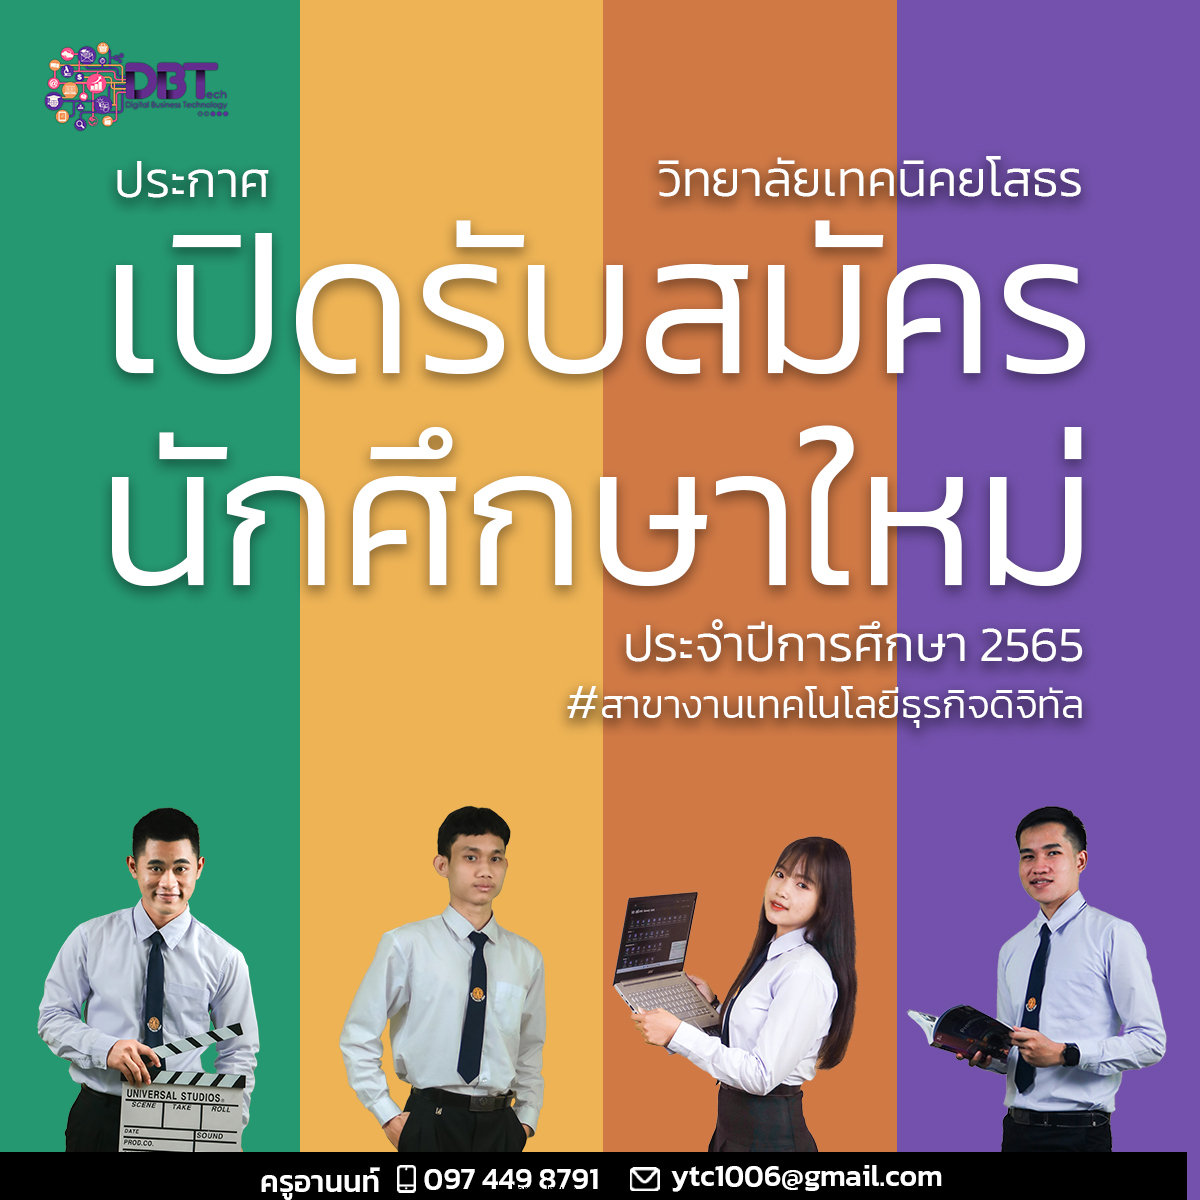 DBTech
Digital Business Technology
ประกาศ
วิทยาลัยเทคนิคยโสธร
เปิดรับสมัคร
นักศึกษาใหม่
ประจำปีการศึกษา 2565
#สาขางานเทคโนโลยีธุรกิจดิจิทัล
UNIVERSAL STUDIOS
SCENE TAKE ROLL
DATE SOUND
PROD.CO.
ครูอานนท์ 097 449 8791 ytc1006@gmail.com